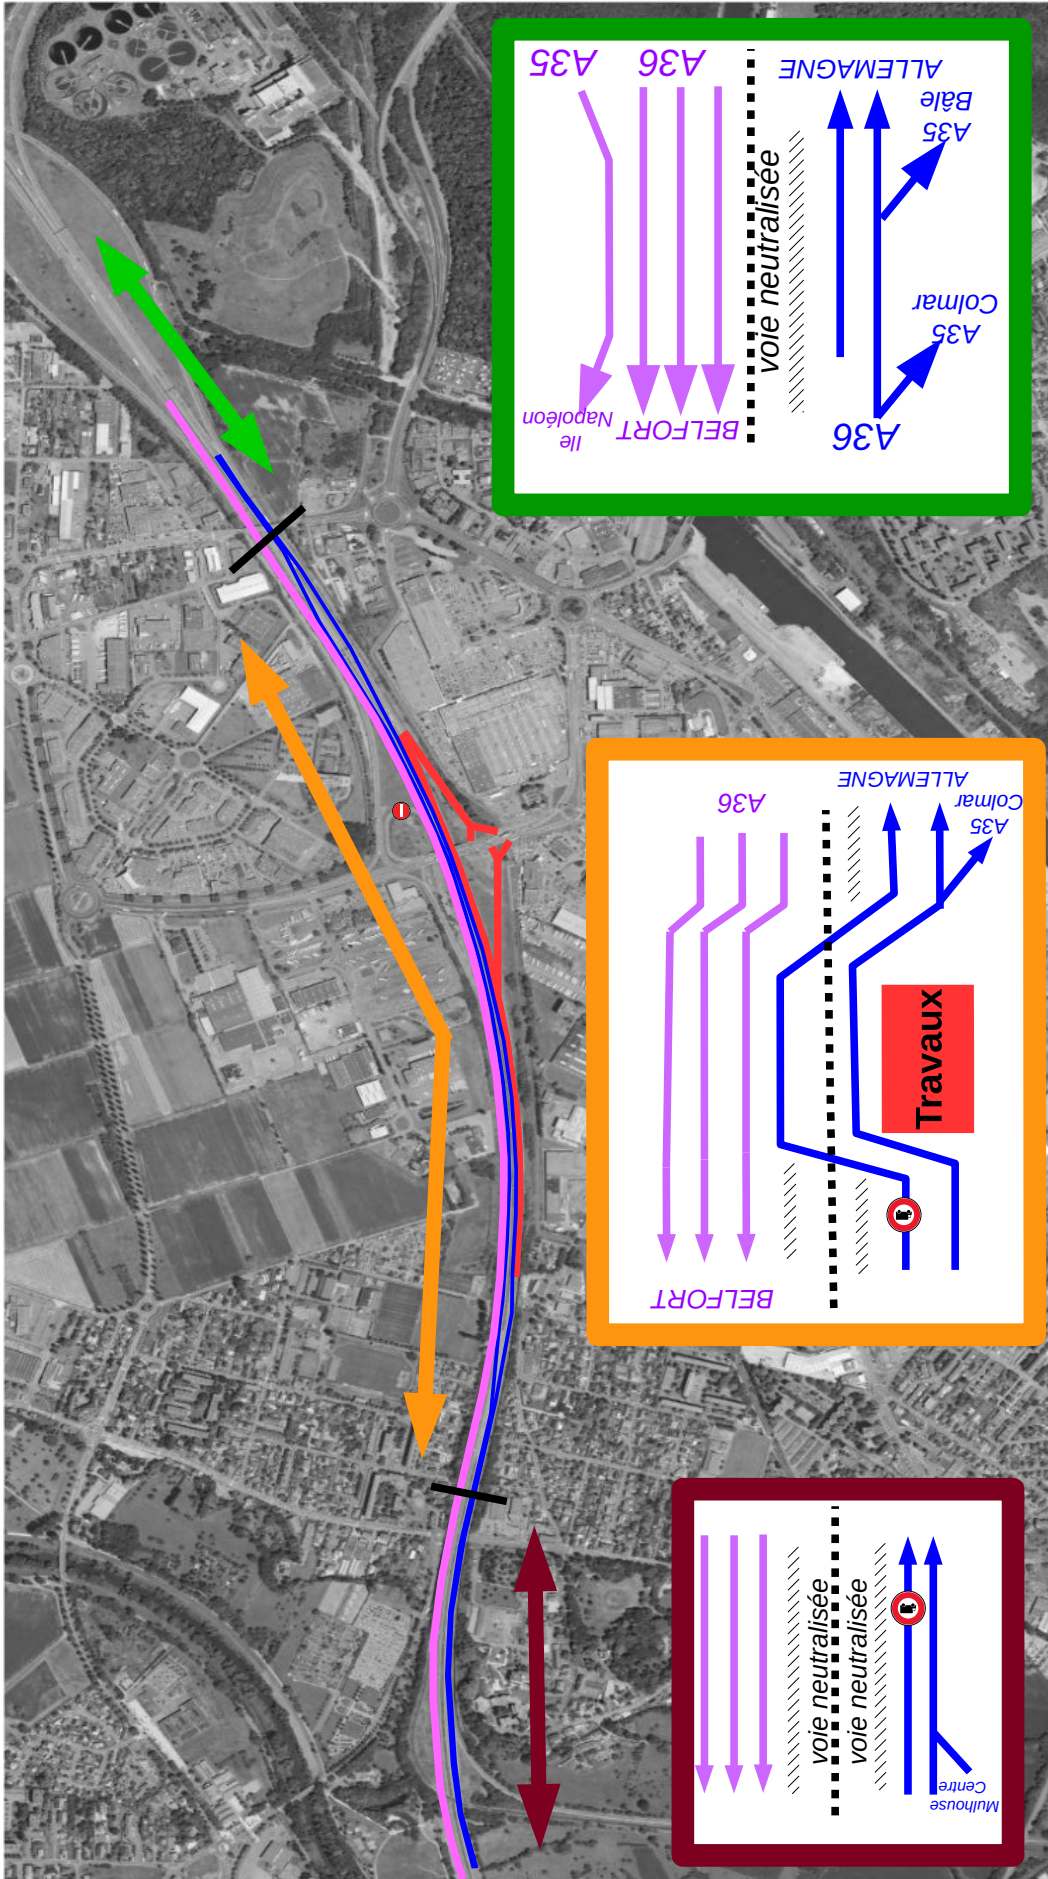 A35
A36
ALLEMAGNE
Bâle
A35
voie neutralisée
Colmar
A35
Ile
Napoléon
BELFORT
A36
A36
ALLEMAGNE
Colmar
A35
Travaux
BELFORT
voie neutralisée
voie neutralisée
Mulhouse
Centre